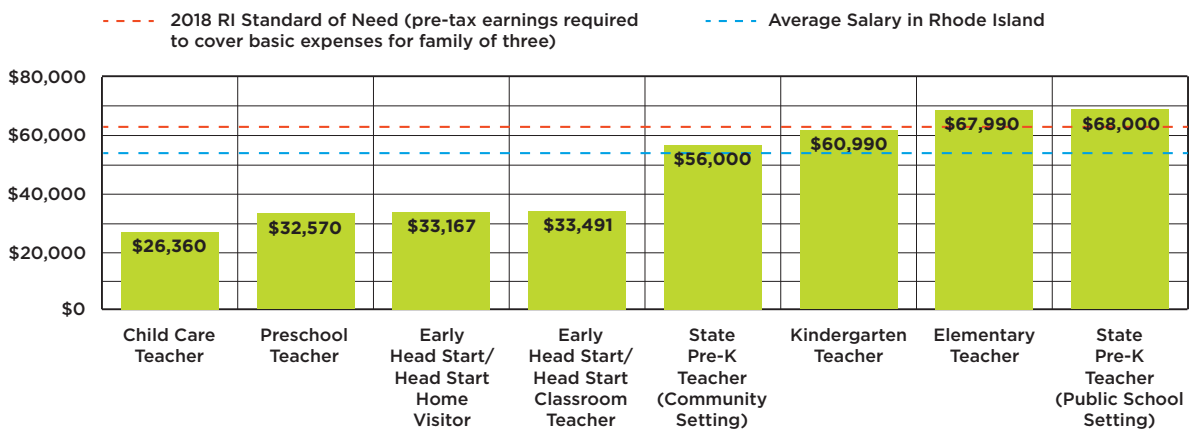 2018 RI Standard of Need (pre-tax earnings required
to cover basic expenses for family of three)
Average Salary in Rhode Island
$80,000
$60,000
$40,000
$20,000
$0
$26,360
$32,570
$33,167
$33,491
$56,000
$60,990
$67,990
$68,000
Child Care
Teacher
Preschool
Teacher
Early
Head Start/
Head Start
Home
Visitor
Early
Head Start/
Head Start
Classroom
Teacher
State
Pre-K
Teacher
(Community
Setting)
Kindergarten
Teacher
Elementary
Teacher
State
Pre-K
Teacher
(Public School
Setting)